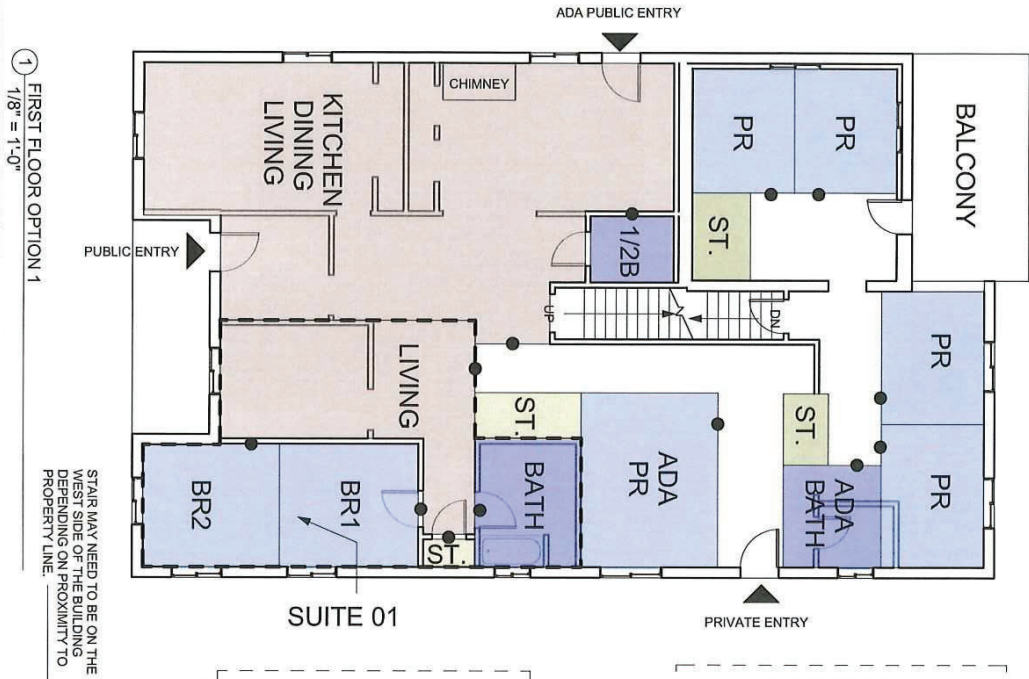 ADA PUBLIC ENTRY
CHIMNEY
KITCHEN
DINING
LIVING
PR
PR
BALCONY
ST.
1/2B
PUBLIC ENTRY
UP
DN
LIVING
PR
ST.
ST.
ADA
PR
PR
BATH
ADA
BATH
BR2
BR1
ST.
SUITE 01
PRIVATE ENTRY
1
FIRST FLOOR OPTION 1
1/8" = 1'-0"
STAIR MAY NEED TO BE ON THE
WEST SIDE OF THE BUILDING
DEPENDING ON PROXIMITY TO
PROPERTY LINE.